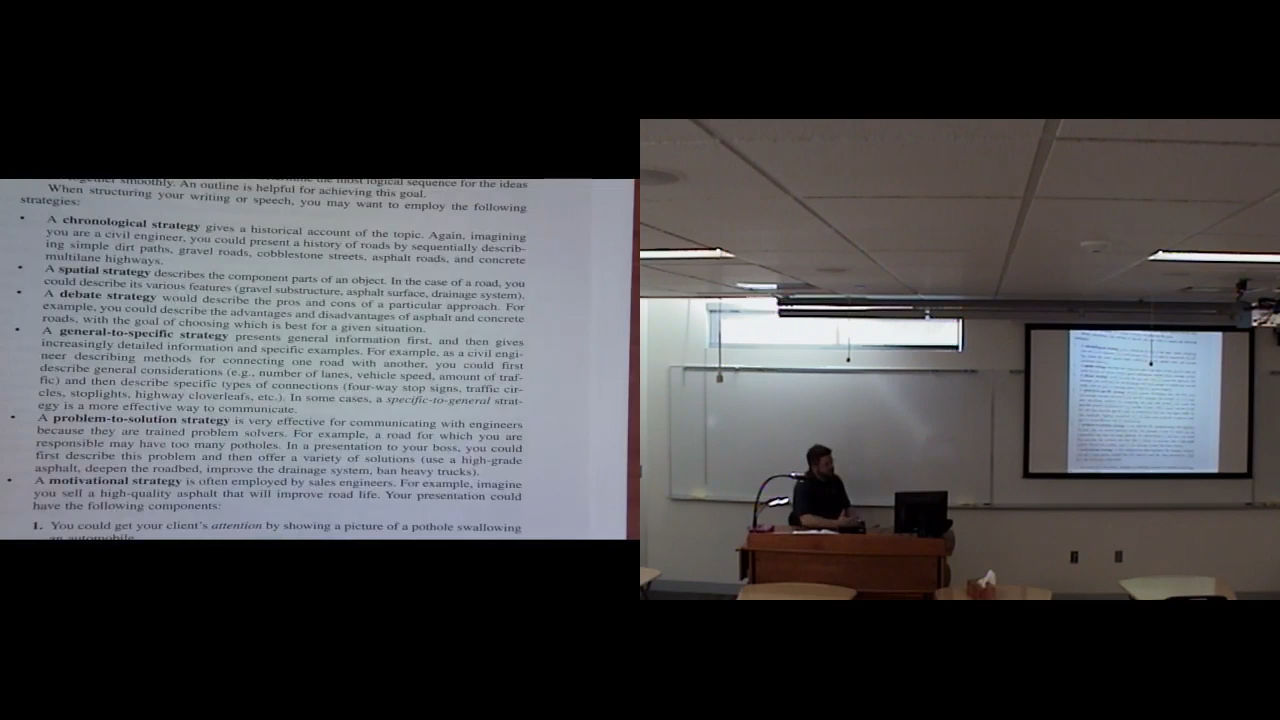 together smoothly. An outline is helpful for achieving this goal.
the most logical sequence for the ideas
When structuring your writing or speech, you may want to employ the following
strategies:
• A chronological strategy gives a historical account of the topic. Again, imagining
you are a civil engineer, you could present a history of roads by sequentially describ-
ing simple dirt paths, gravel roads, cobblestone streets, asphalt roads, and concrete
multilane highways.
• A spatial strategy describes the component parts of an object. In the case of a road, you
could describe its various features (gravel substructure, asphalt surface, drainage system).
• A debate strategy would describe the pros and cons of a particular approach. For
example, you could describe the advantages and disadvantages of asphalt and concrete
roads, with the goal of choosing which is best for a given situation.
• A general-to-specific strategy presents general information first, and then gives
increasingly detailed information and specific examples. For example, as a civil engi-
neer describing methods for connecting one road with another, you could first
describe general considerations (e.g., number of lanes, vehicle speed, amount of traf-
fic) and then describe specific types of connections (four-way stop signs, traffic cir-
cles, stoplights, highway cloverleafs, etc.). In some cases, a specific-to-general strat-
egy is a more effective way to communicate.
• A problem-to-solution strategy is very effective for communicating with engineers
because they are trained problem solvers. For example, a road for which you are
responsible may have too many potholes. In a presentation to your boss, you could
first describe this problem and then offer a variety of solutions (use a high-grade
asphalt, deepen the roadbed, improve the drainage system, ban heavy trucks).
• A motivational strategy is often employed by sales engineers. For example, imagine
you sell a high-quality asphalt that will improve road life. Your presentation could
have the following components:
1. You could get your client's attention by showing a picture of a pothole swallowing
an automobile.